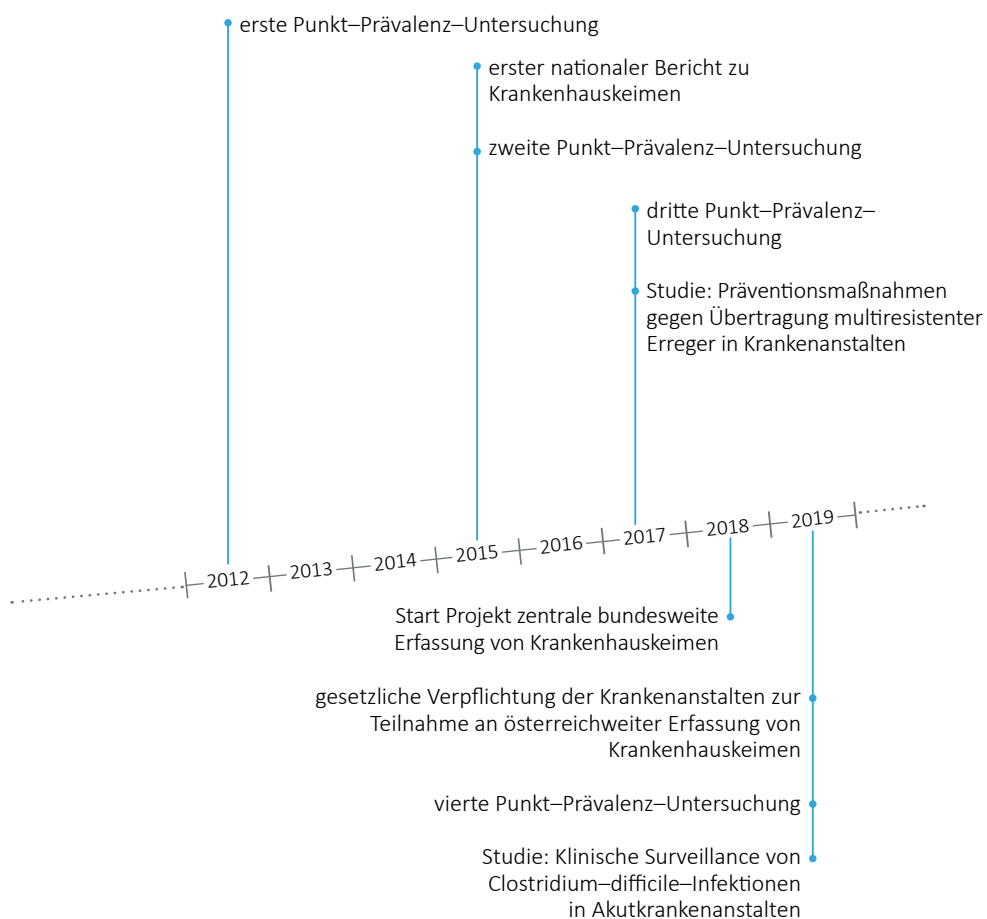 erste Punkt–Prävalenz–Untersuchung
erster nationaler Bericht zu
Krankenhauskeimen
zweite Punkt–Prävalenz–Untersuchung
dritte Punkt–Prävalenz–
Untersuchung
Studie: Präventionsmaßnahmen
gegen Übertragung multiresistenter
Erreger in Krankenanstalten
2012 2013 2014 2015 2016 2017 2018 2019
Start Projekt zentrale bundesweite
Erfassung von Krankenhauskeimen
gesetzliche Verpflichtung der Krankenanstalten zur
Teilnahme an österreichweiter Erfassung von
Krankenhauskeimen
vierte Punkt–Prävalenz–Untersuchung
Studie: Klinische Surveillance von
Clostridium–difficile–Infektionen
in Akutkrankenanstalten